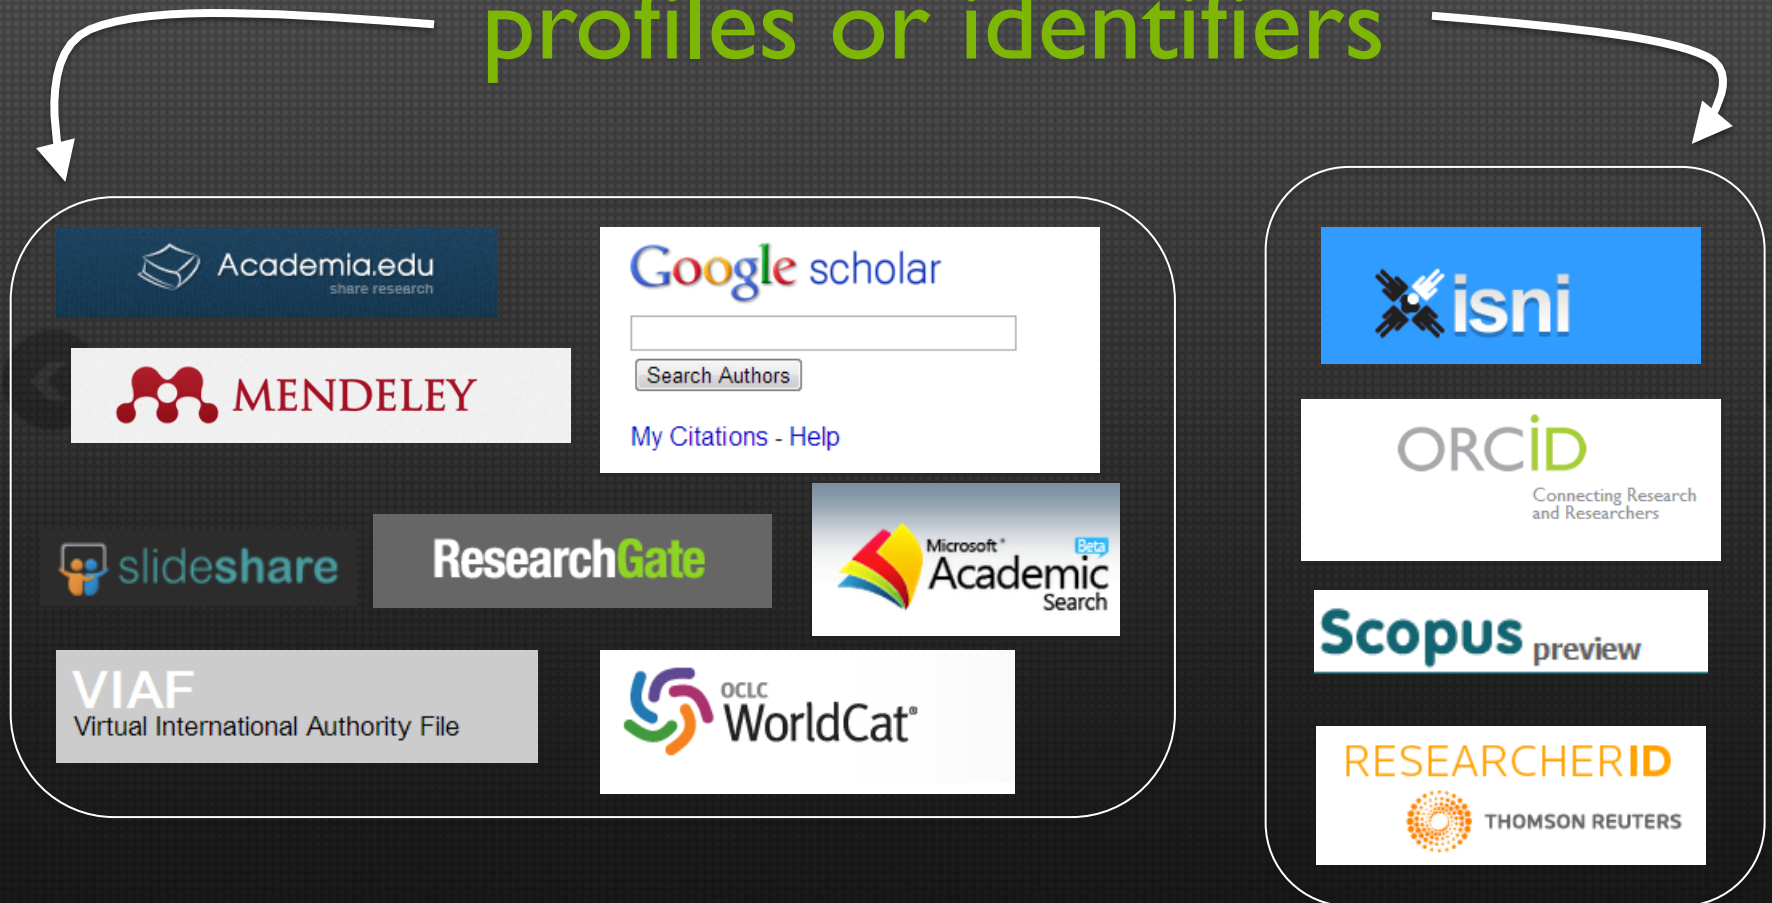 profiles or identifiers
Academia.edu
share research
MENDELEY
Google scholar
Search Authors
My Citations - Help
slideshare
ResearchGate
Microsoft®
Academic Beta
Search
VIAF
Virtual International Authority File
OCLC
WorldCat®
isni
ORCiD
Connecting Research
and Researchers
Scopus preview
RESEARCHERID
THOMSON REUTERS